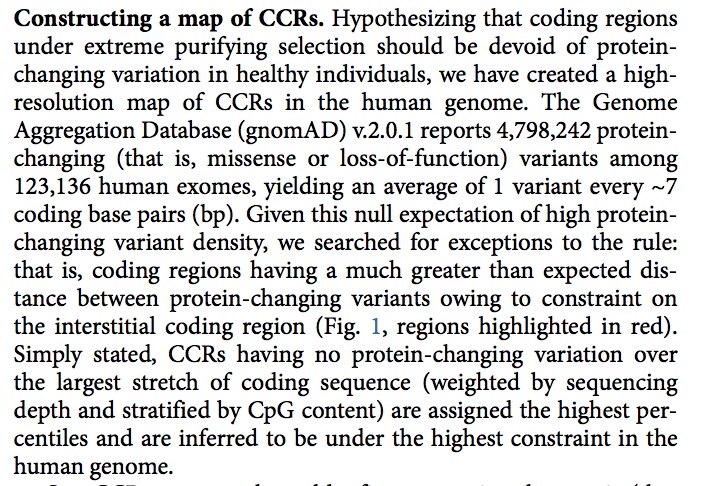 Constructing a map of CCRs. Hypothesizing that coding regions
under extreme purifying selection should be devoid of protein-
changing variation in healthy individuals, we have created a high-
resolution map of CCRs in the human genome. The Genome
Aggregation Database (gnomAD) v.2.0.1 reports 4,798,242 protein-
changing (that is, missense or loss-of-function) variants among
123,136 human exomes, yielding an average of 1 variant every ~7
coding base pairs (bp). Given this null expectation of high protein-
changing variant density, we searched for exceptions to the rule:
that is, coding regions having a much greater than expected dis-
tance between protein-changing variants owing to constraint on
the interstitial coding region (Fig. 1, regions highlighted in red).
Simply stated, CCRs having no protein-changing variation over
the largest stretch of coding sequence (weighted by sequencing
depth and stratified by CpG content) are assigned the highest per-
centiles and are inferred to be under the highest constraint in the
human genome.